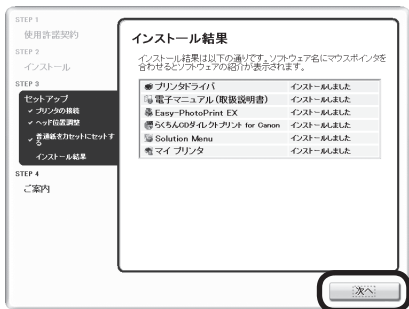 STEP 1
使用許諾契約
STEP 2
インストール
STEP 3
セットアップ
✓ プリンタの接続
✓ ヘッド位置調整
✓ 普通紙を力セットにセットす
る
インストール結果
STEP 4
ご案内
インストール結果
インストール結果は以下の通りです。ソフトウェア名にマウスポインタを
合わせるとソフトウェアの紹介が表示されます。
プリンタドライバ インストールしました
電子マニュアル(取扱説明書) インストールしました
Easy-PhotoPrint EX インストールしました
らくちんCDダイレクトプリント for Canon インストールしました
Solution Menu インストールしました
マイ プリンタ インストールしました
次へ